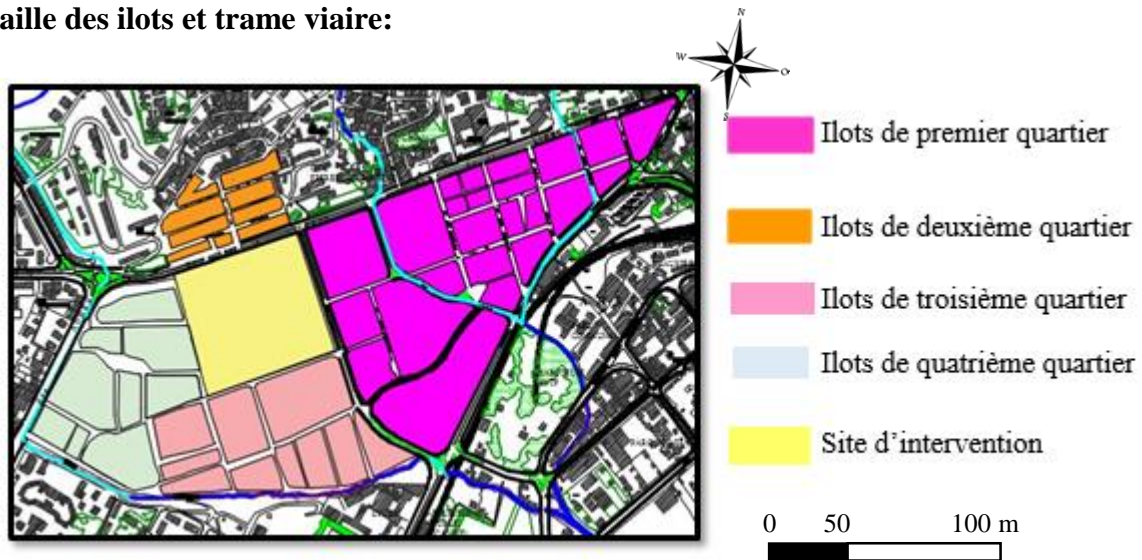 aille des ilots et trame viaire:
N
W
O
S
Ilots de premier quartier
Ilots de deuxième quartier
Ilots de troisième quartier
Ilots de quatrième quartier
Site d'intervention
0 50 100 m